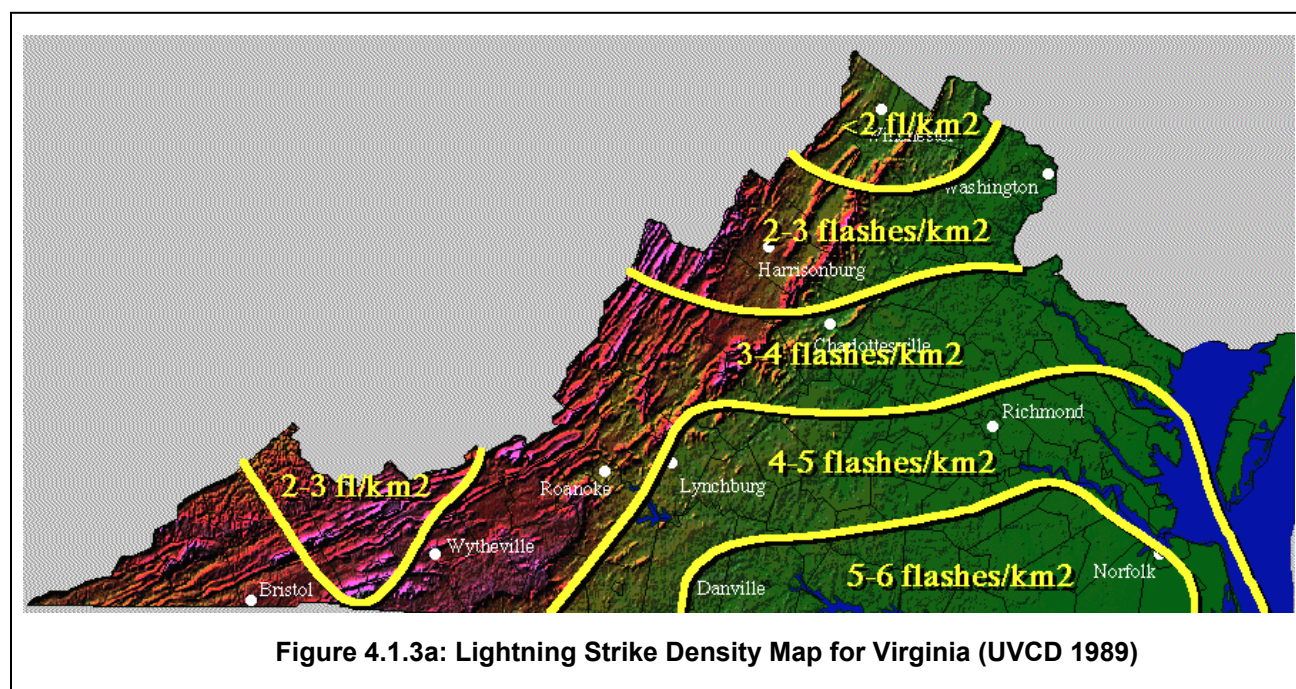 <2 fl/km2
Winchester
Washington
2-3 flashes/km2
Harrisonburg
Charlottesville
3-4 flashes/km2
Richmond
4-5 flashes/km2
Roanoke
Lynchburg
2-3 fl/km2
Wytheville
Bristol
Danville
5-6 flashes/km2
Norfolk
Figure 4.1.3a: Lightning Strike Density Map for Virginia (UVCD 1989)